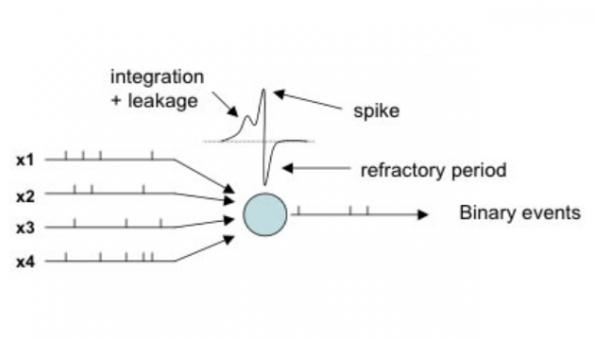 integration
+ leakage
spike
x1
refractory period
x2
Binary events
x3
x4